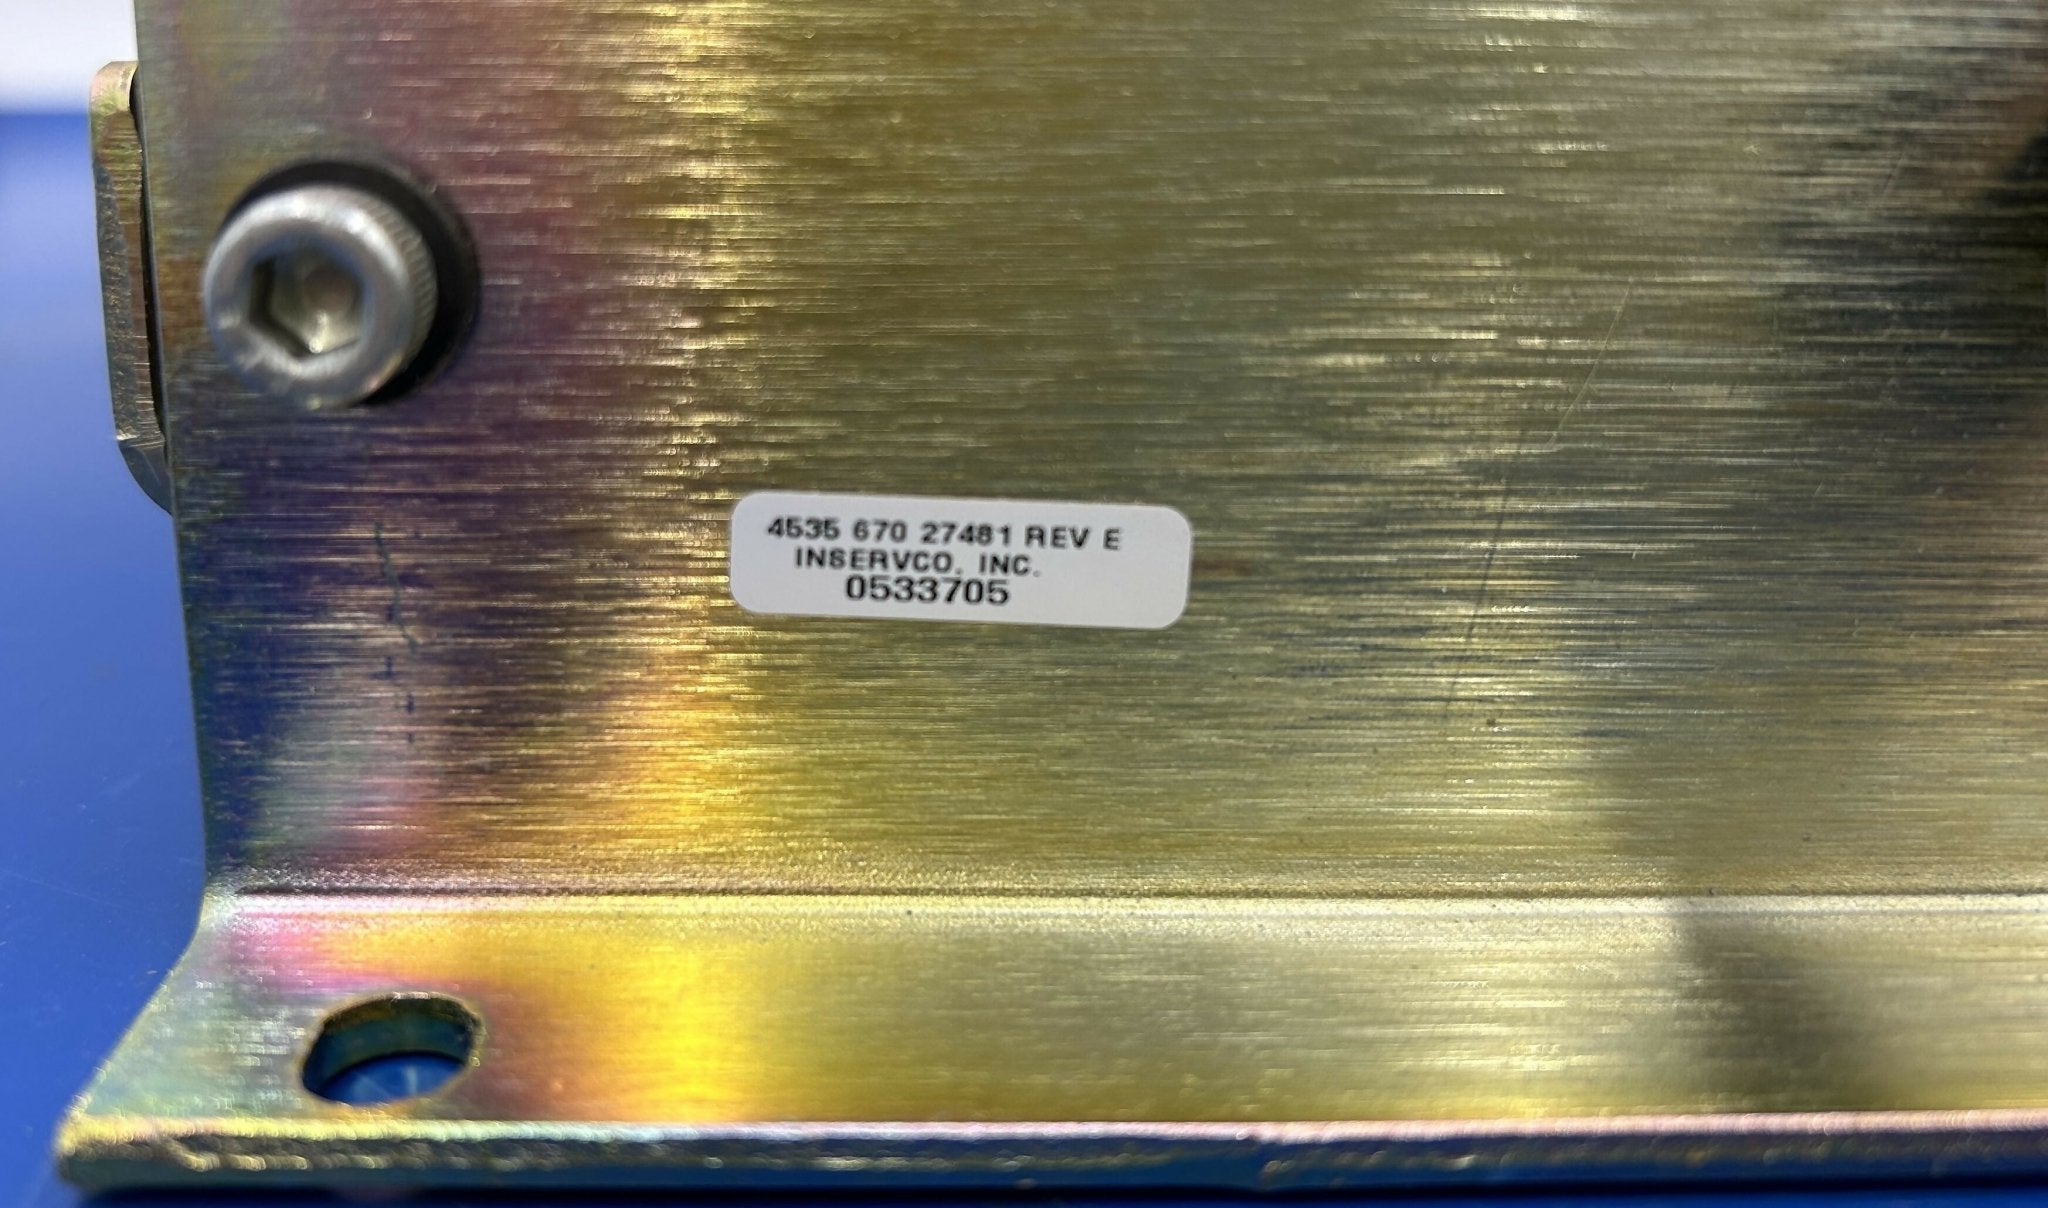 4535 670 27481 REV E
INSERVCO, INC.
0533705